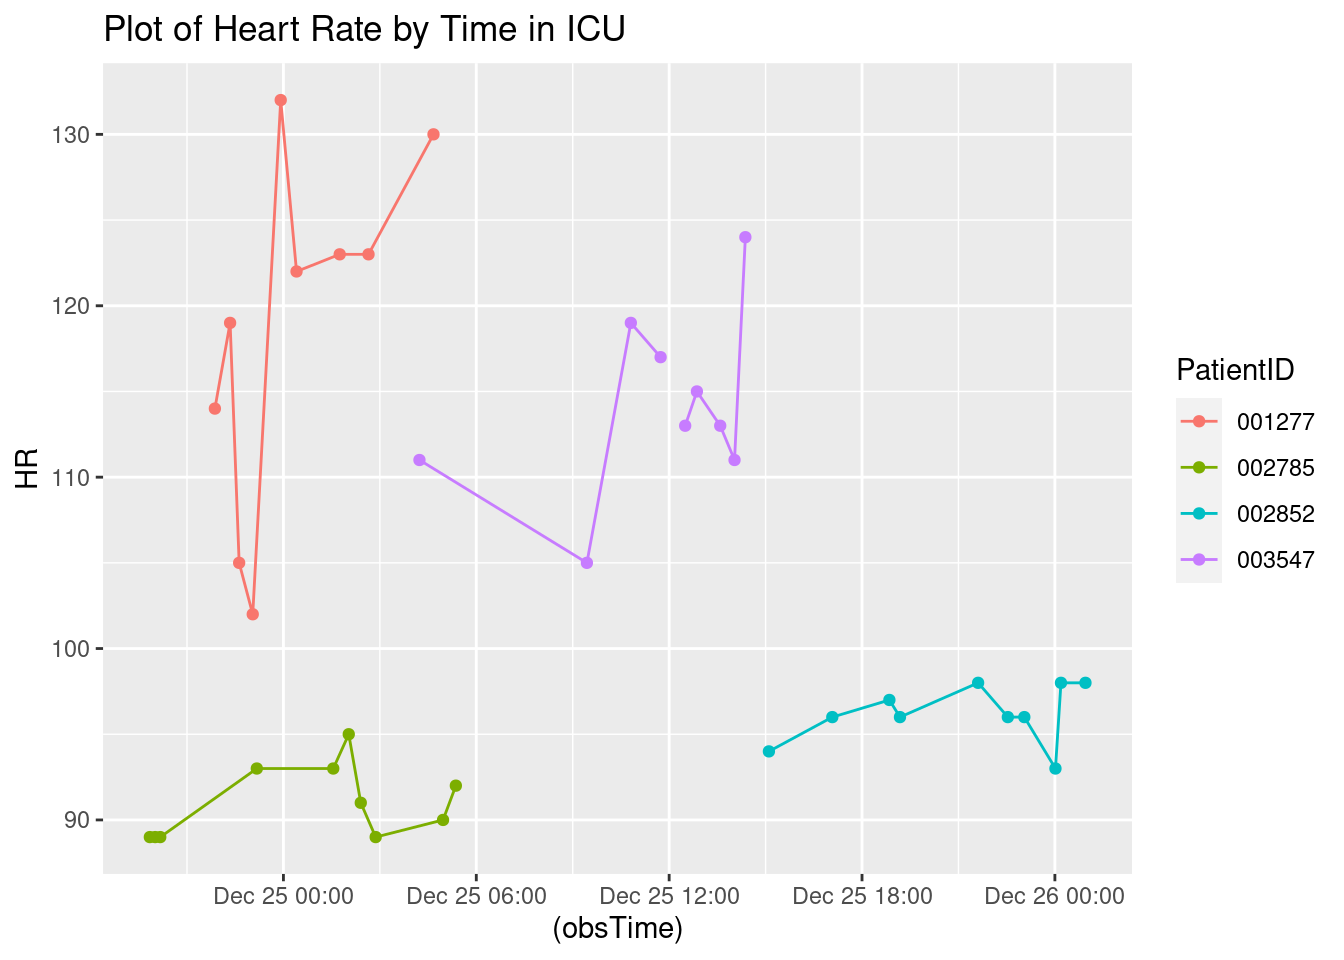 Plot of Heart Rate by Time in ICU
HR
130
120
110
100
90
Dec 25 00:00
Dec 25 06:00
Dec 25 12:00
Dec 25 18:00
Dec 26 00:00
(obsTime)
PatientID
001277
002785
002852
003547